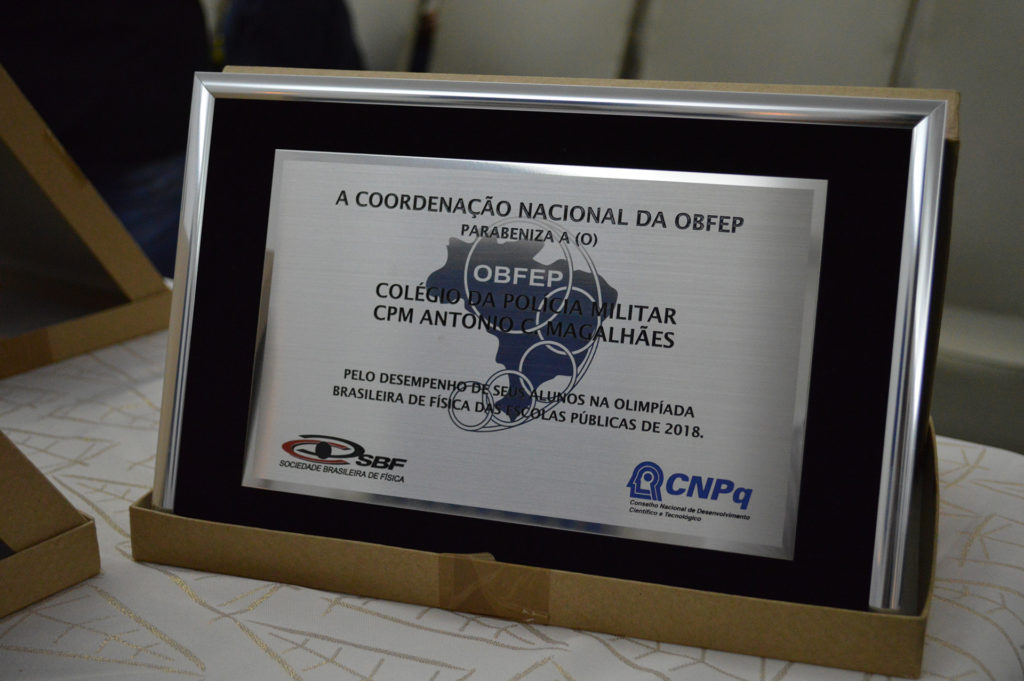 A COORDENAÇÃO NACIONAL DA OBFEP
PARABENIZA A (O)
OBFEP
COLÉGIO DA POLÍCIA MILITAR
CPM ANTONIO C. MAGALHÃES
PELO DESEMPENHO DE SEUS ALUNOS NA OLIMPÍADA
BRASILEIRA DE FÍSICA DAS ESCOLAS PÚBLICAS DE 2018.
SBF
SOCIEDADE BRASILEIRA DE FÍSICA
CNPq
Conselho Nacional de Desenvolvimento
Científico e Tecnológico